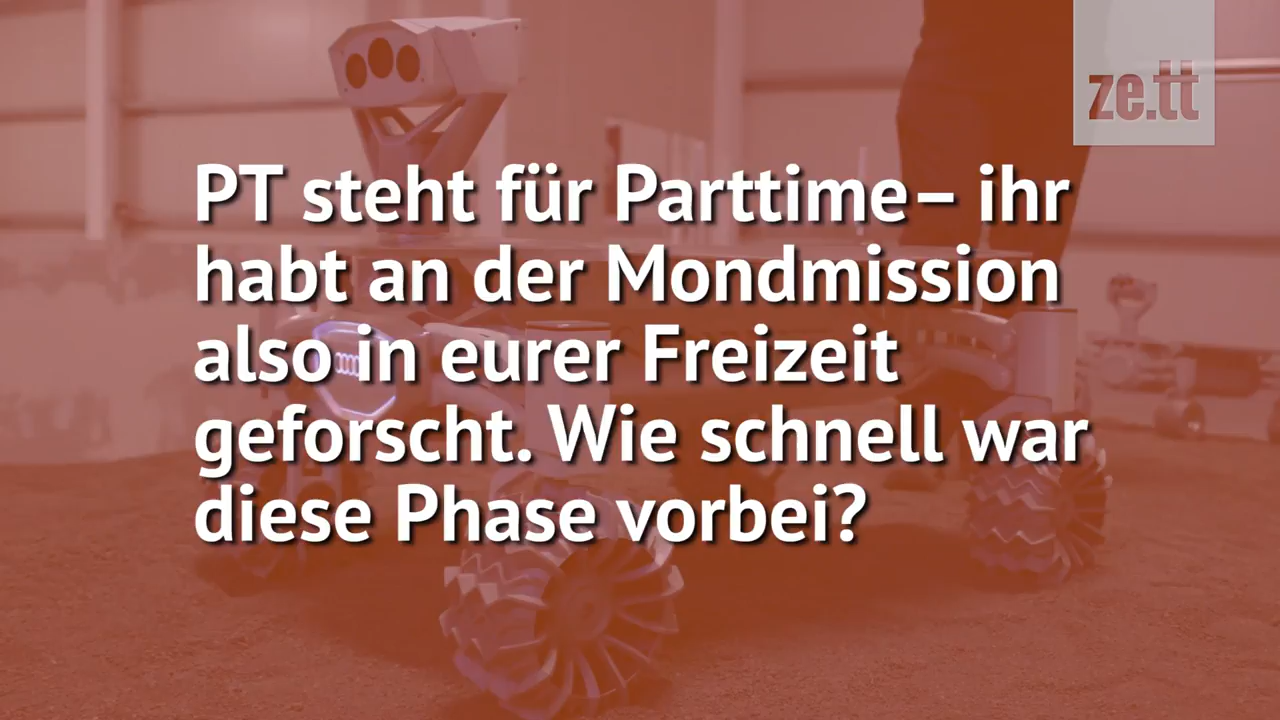 ze.tt
PT steht für Parttime– ihr
habt an der Mondmission
also in eurer Freizeit
geforscht. Wie schnell war
diese Phase vorbei?